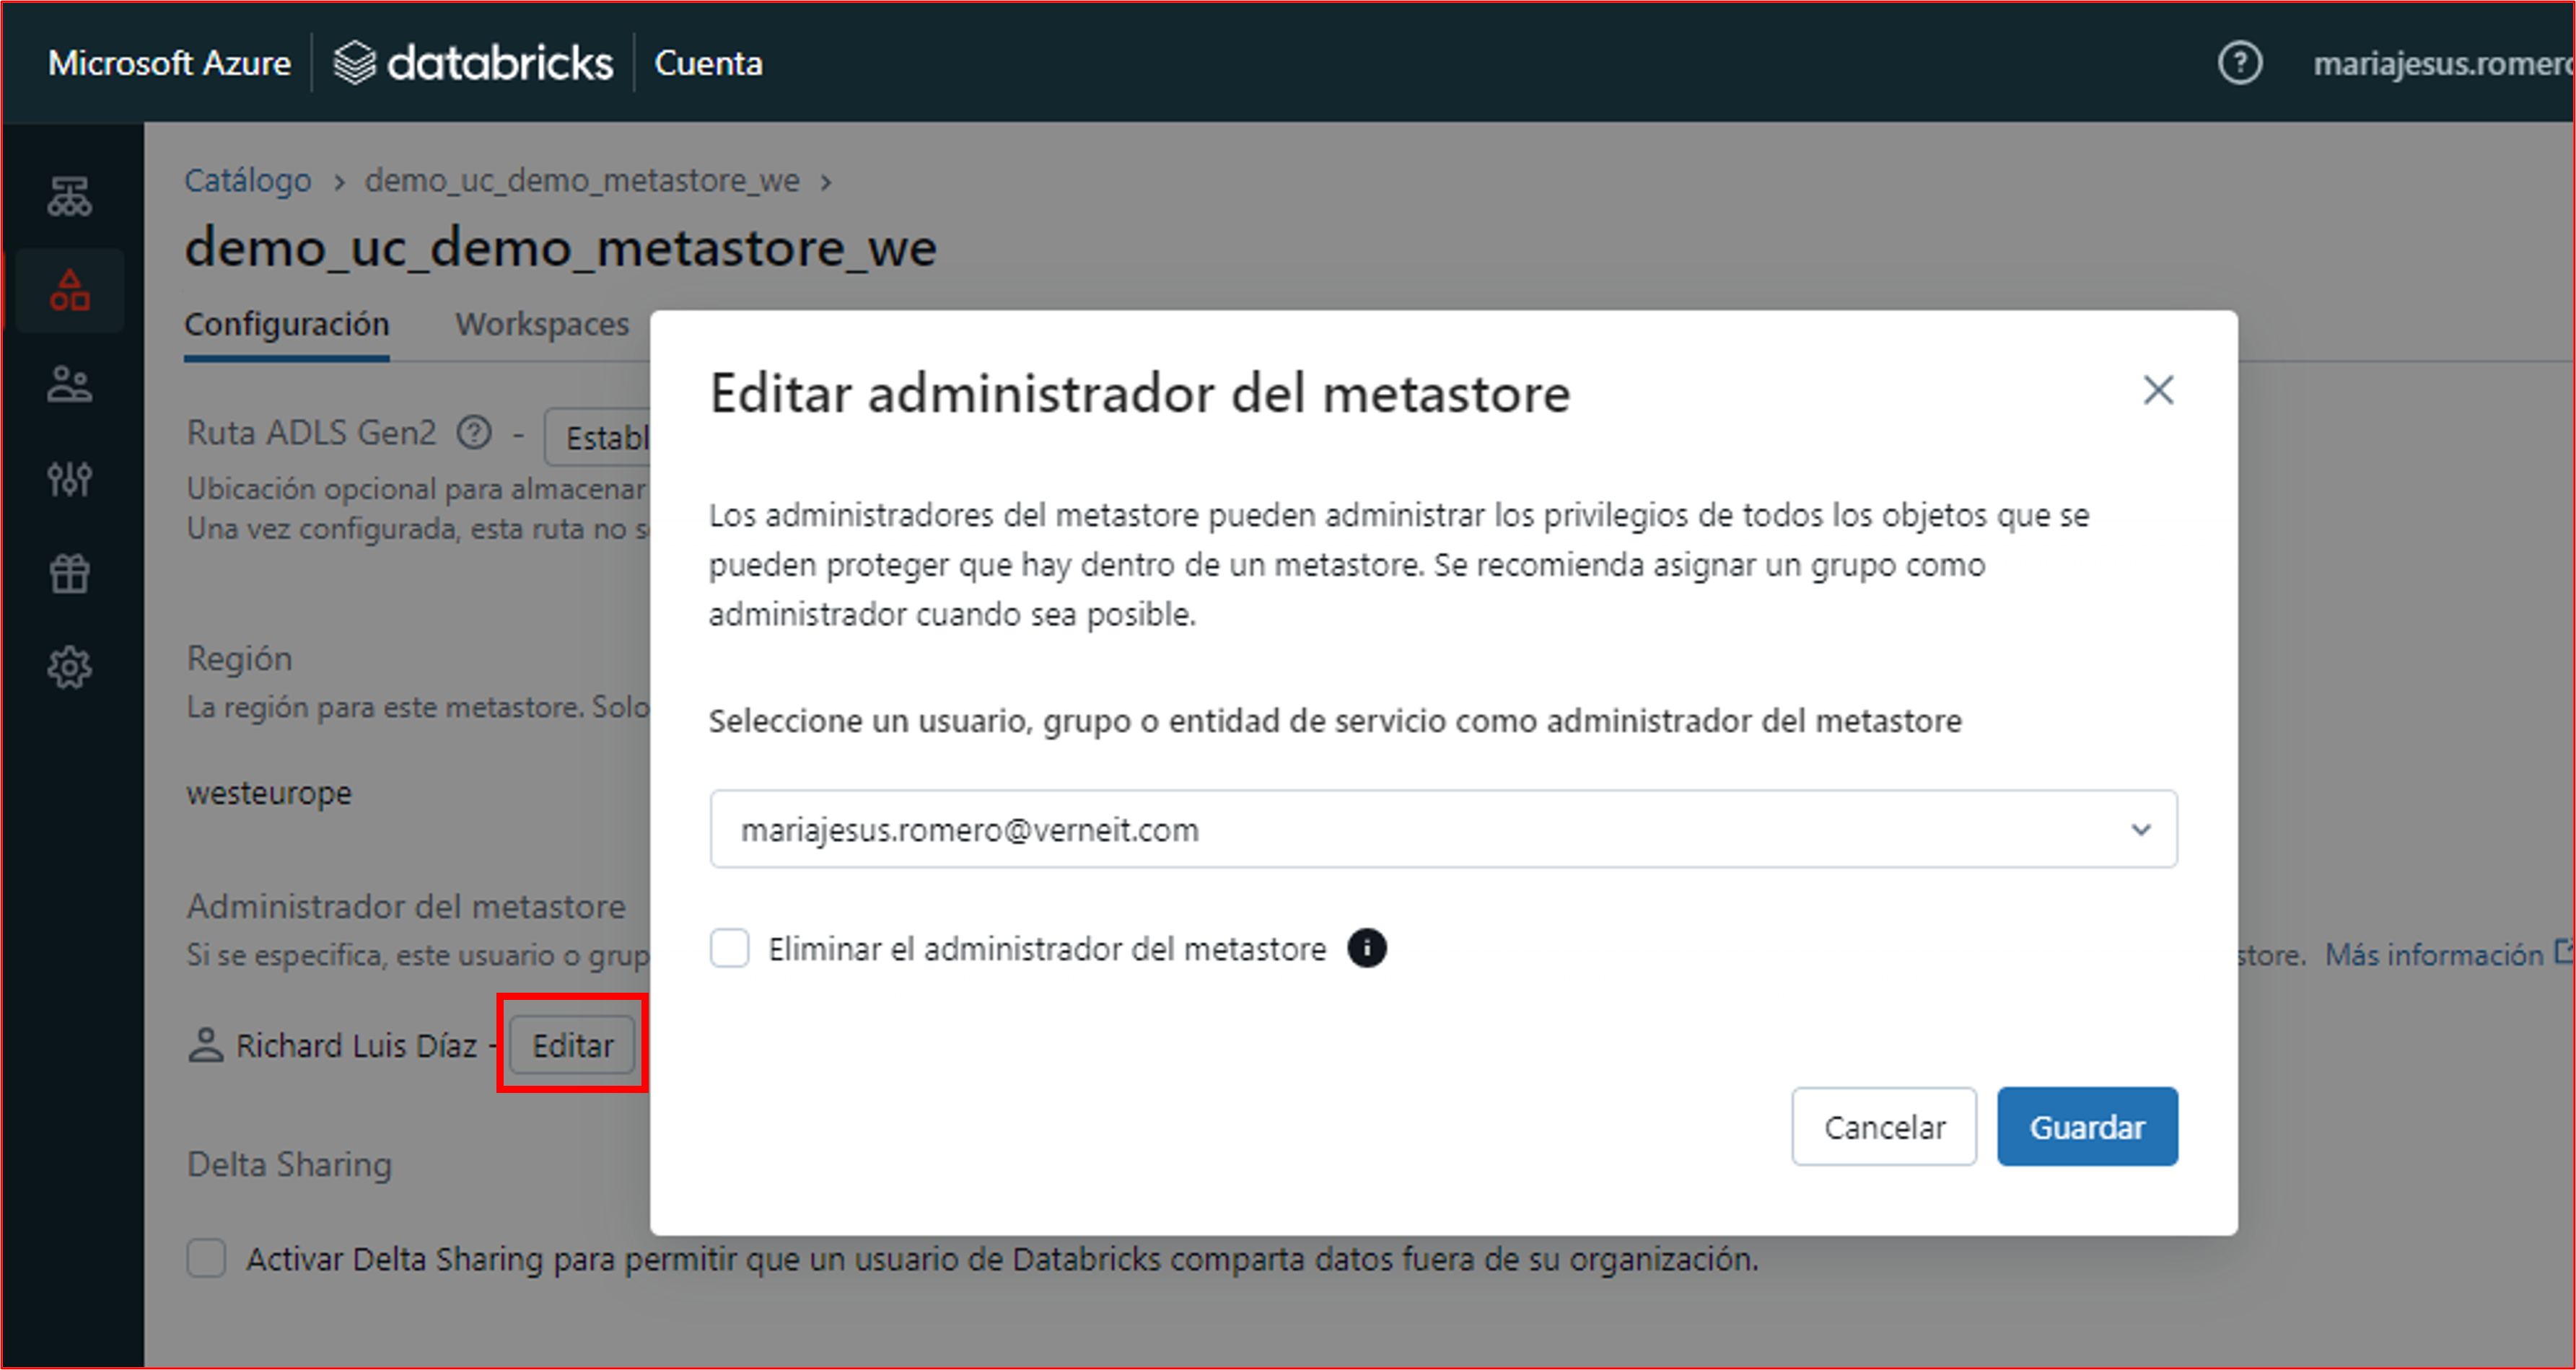 Microsoft Azure databricks Cuenta mariajesus.romero
Catálogo > demo_uc_demo_metastore_we >
demo_uc_demo_metastore_we
Configuración Workspaces
Ruta ADLS Gen2 ? - Establ
Ubicación opcional para almacenar
Una vez configurada, esta ruta no s
Región
La región para este metastore. Solo
westeurope
Administrador del metastore
Si se especifica, este usuario o grup
store. Más información
Richard Luis Díaz - Editar
Delta Sharing
Activar Delta Sharing para permitir que un usuario de Databricks comparta datos fuera de su organización.
Editar administrador del metastore
Los administradores del metastore pueden administrar los privilegios de todos los objetos que se
pueden proteger que hay dentro de un metastore. Se recomienda asignar un grupo como
administrador cuando sea posible.
Seleccione un usuario, grupo o entidad de servicio como administrador del metastore
mariajesus.romero@verneit.com
Eliminar el administrador del metastore
Cancelar Guardar